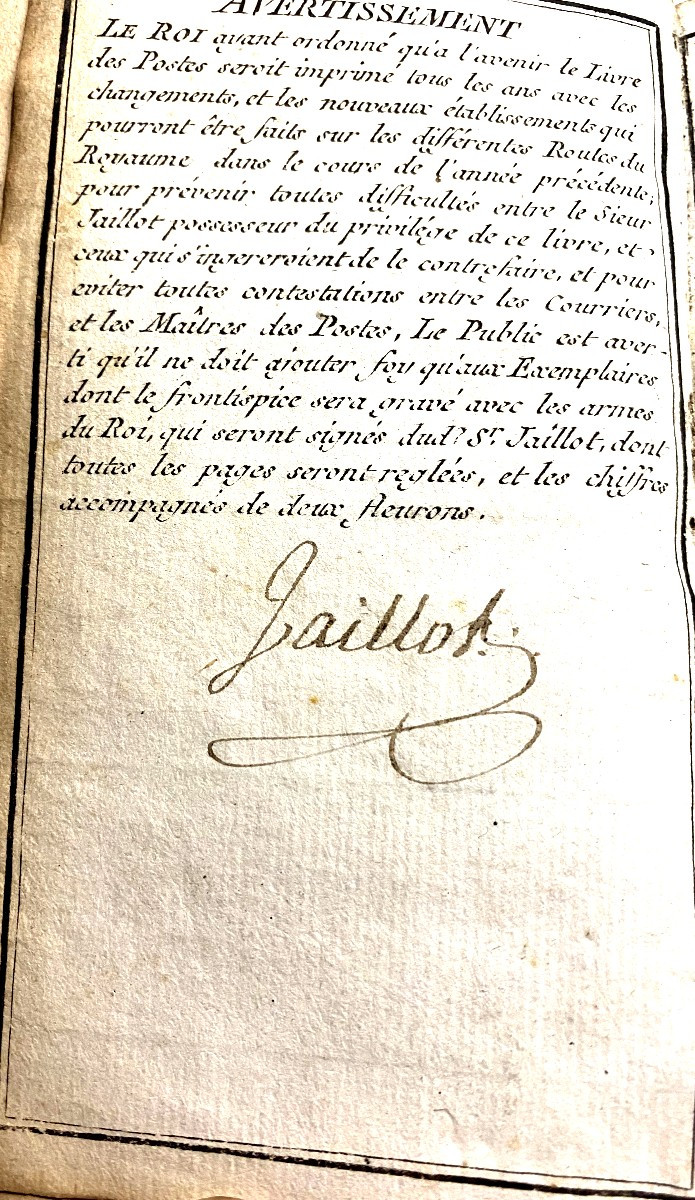 AVERTISSEMENT
LE ROI ayant ordonné qu'a l'avenir le Livre
des Postes seroit imprimé tous les ans avec les
changements, et les nouveaux établissements qui
pourront être faits sur les différentes Routes du
Royaume dans le cours de l'année précédente;
pour prévenir toutes difficultés entre le Sieur
Jaillot possesseur du privilége de ce livre, et
ceux qui s'ingereroient de le contrefaire, et pour
eviter toutes contestations entre les Courriers,
et les Maîtres des Postes, Le Public est aver-
ti qu'il ne doit ajouter foy qu'aux Exemplaires
dont le frontispice sera gravé avec les armes
du Roi, qui seront signés dud? Sr. Jaillot, dont
toutes les pages seront reglées, et les chiffres
accompagnés de deux fleurons.
Jaillot.